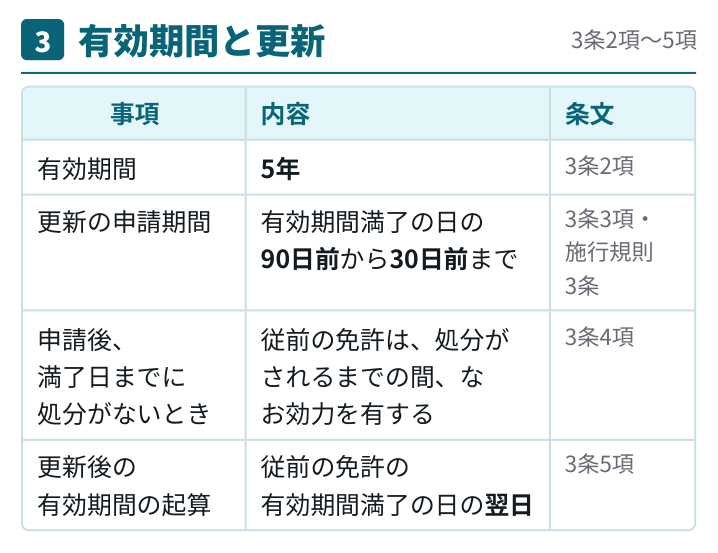 3 有効期間と更新 3条2項～5項
事項 内容 条文
有効期間 5年 3条2項
更新の申請期間
有効期間満了の日の
90日前から30日前まで
3条3項・
施行規則
3条
申請後、
満了日までに
処分がないとき
従前の免許は、処分が
されるまでの間、な
お効力を有する
3条4項
更新後の
有効期間の起算
従前の免許の
有効期間満了の日の翌日
3条5項